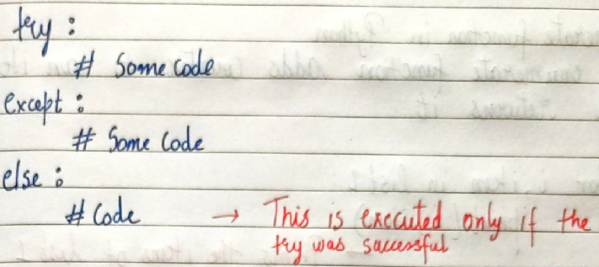 try :
# Some code
except :
# Some code
else :
# Code → This is executed only if the
try was successful